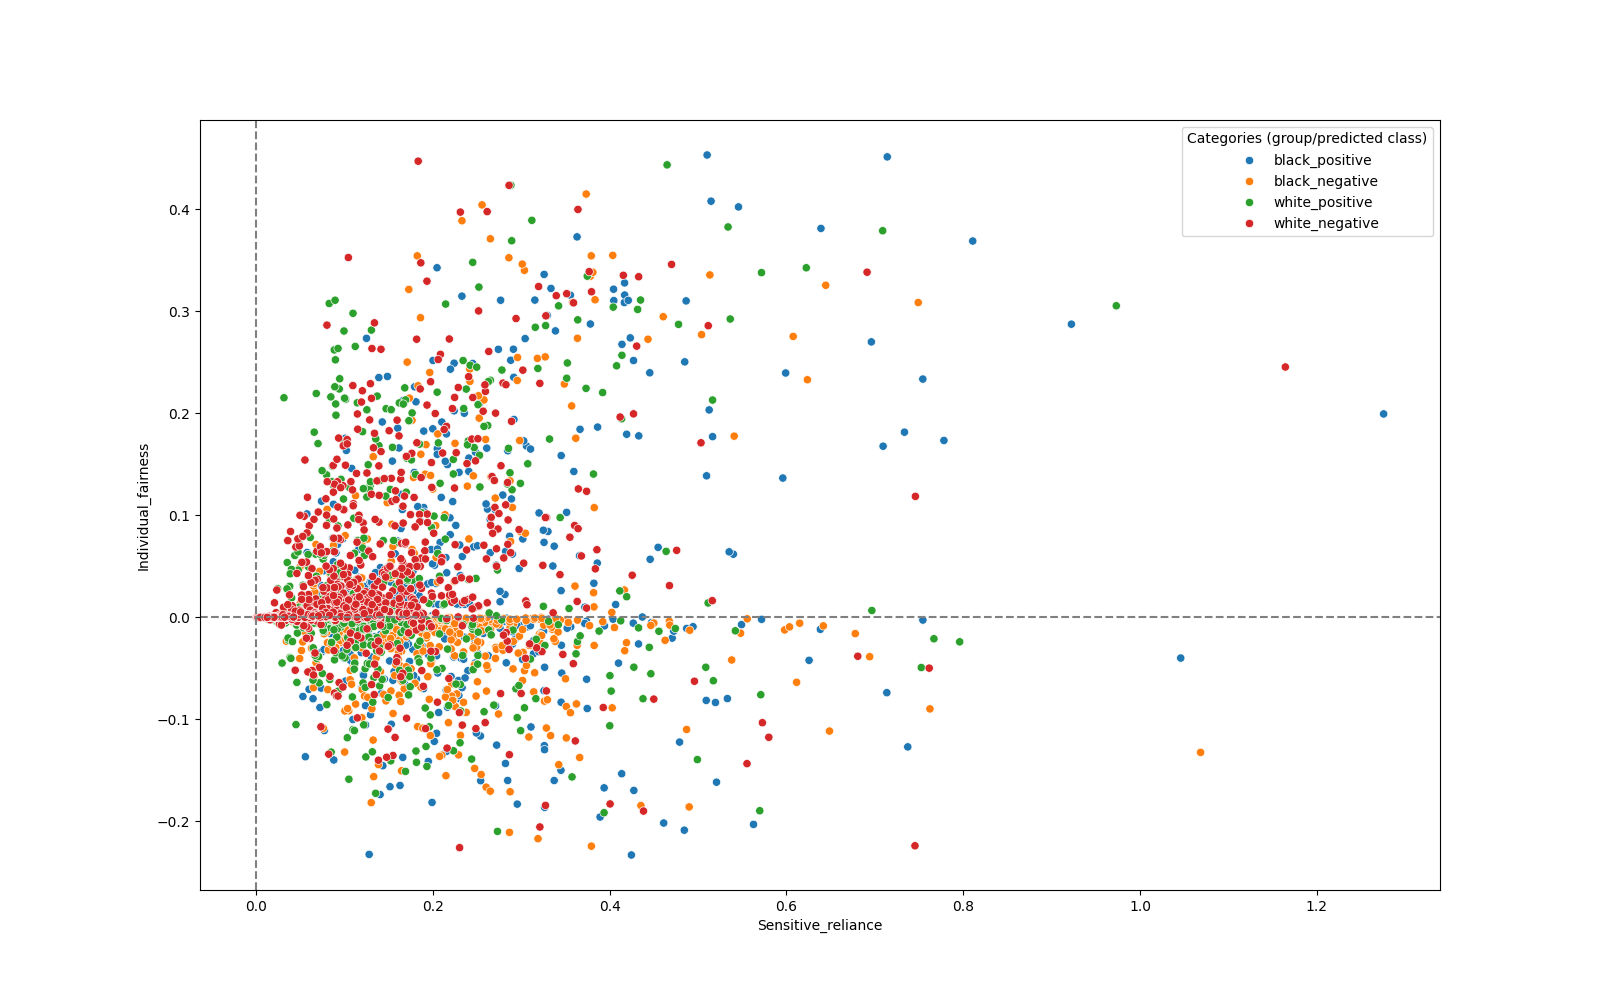 Categories (group/predicted class)
black_positive
black_negative
white_positive
white_negative
Individual_fairness
0.4
0.3
0.2
0.1
0.0
−0.1
−0.2
0.0 0.2 0.4 0.6 0.8 1.0 1.2
Sensitive_reliance